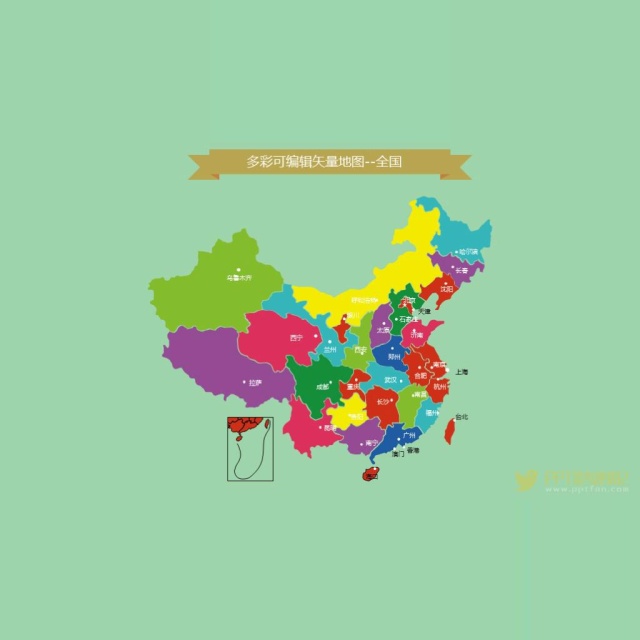 多彩可编辑矢量地图--全国
哈尔滨
长春
乌鲁木齐
沈阳
呼和浩特
北京
天津
银川
石家庄
太原
济南
西宁
兰州
西安
郑州
南京
上海
合肥
拉萨
成都
重庆
武汉
杭州
长沙
南昌
贵阳
福州
台北
昆明
广州
南宁
香港
澳门
海口
www.pptfans.com